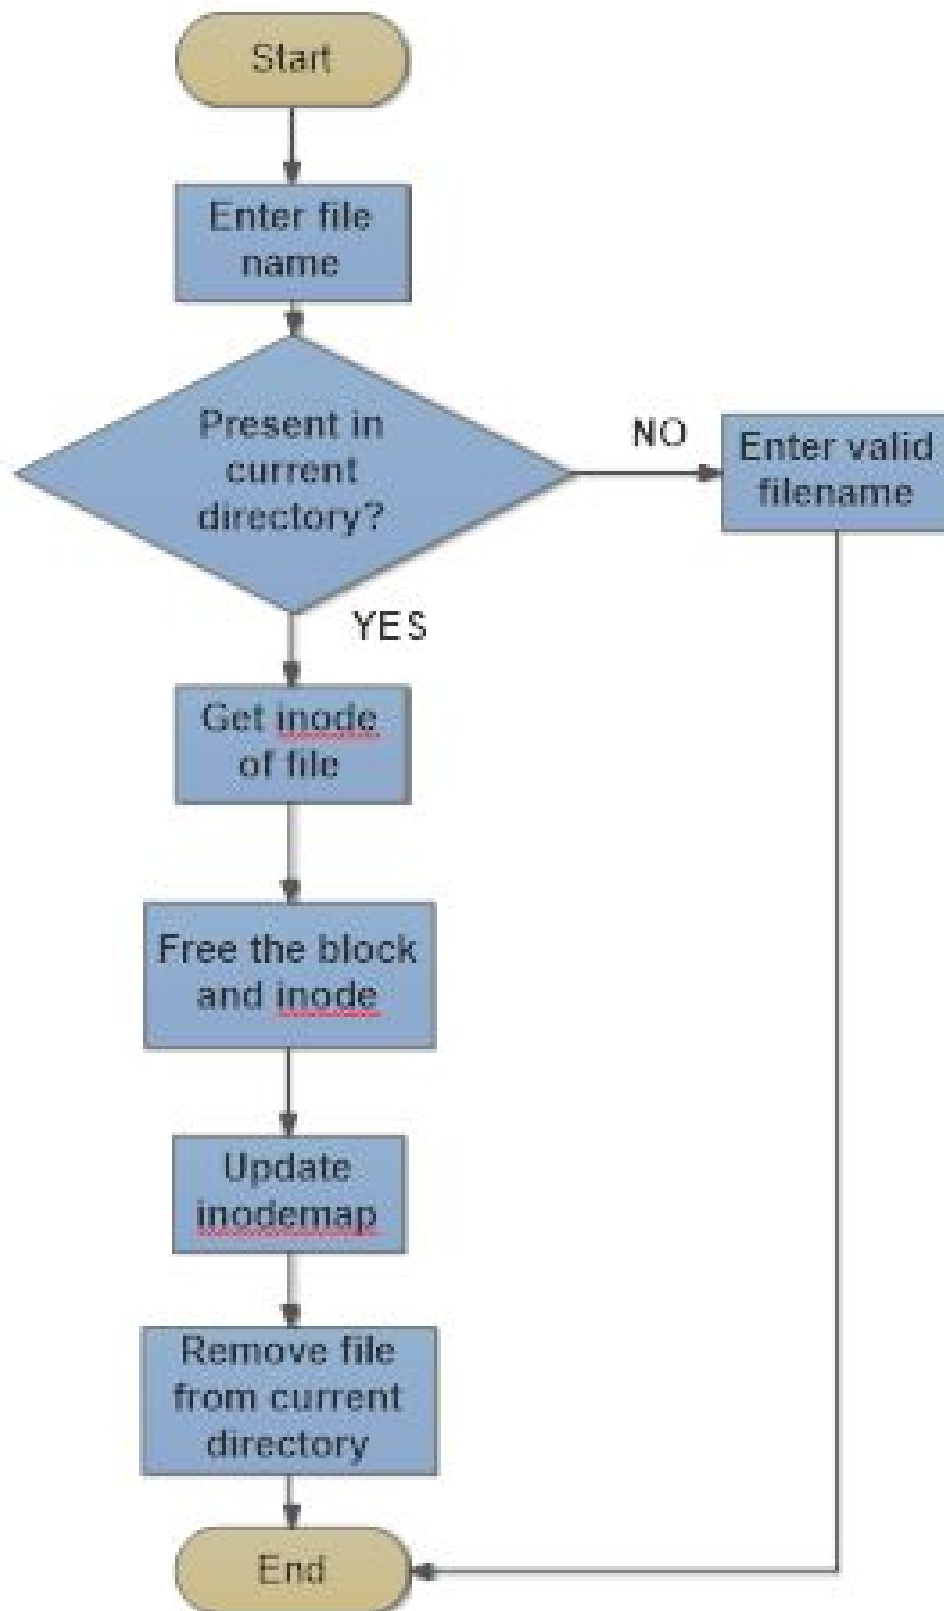 Start
Enter file
name
Present in
current
directory?
NO
Enter valid
filename
YES
Get inode
of file
Free the block
and inode
Update
inodemap
Remove file
from current
directory
End